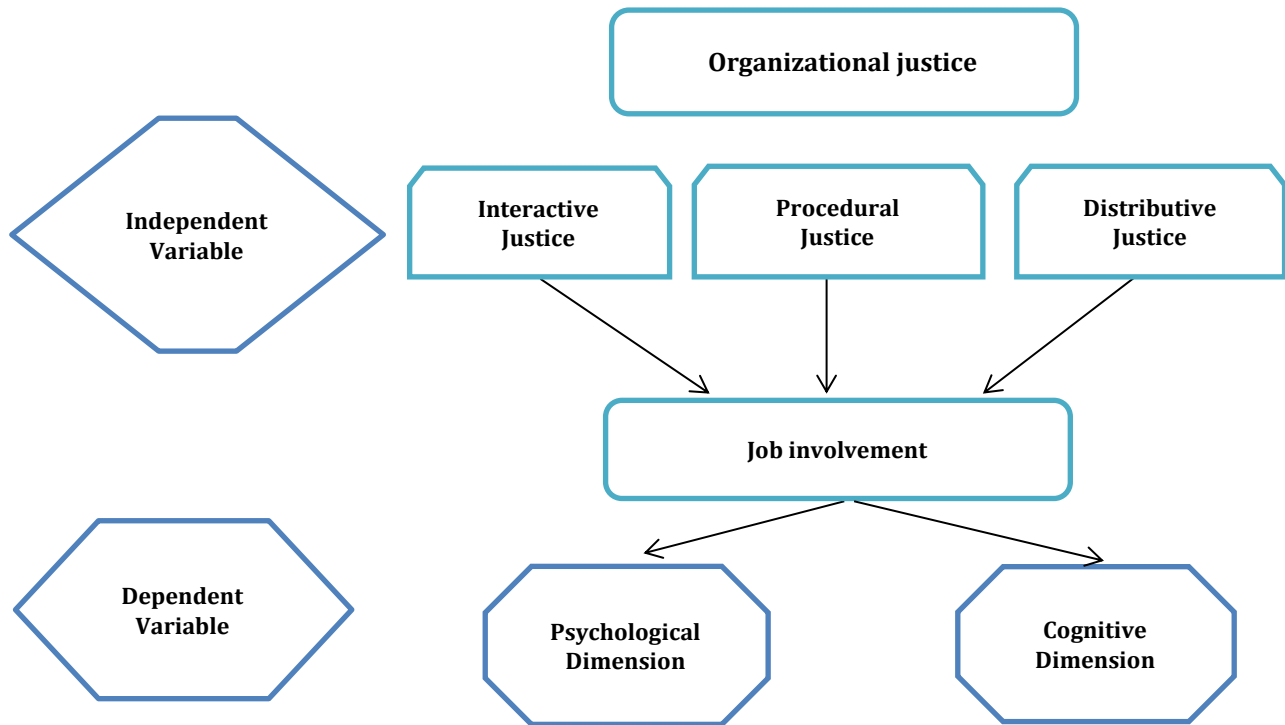 Organizational justice
Independent
Variable
Interactive
Justice
Procedural
Justice
Distributive
Justice
Job involvement
Dependent
Variable
Psychological
Dimension
Cognitive
Dimension